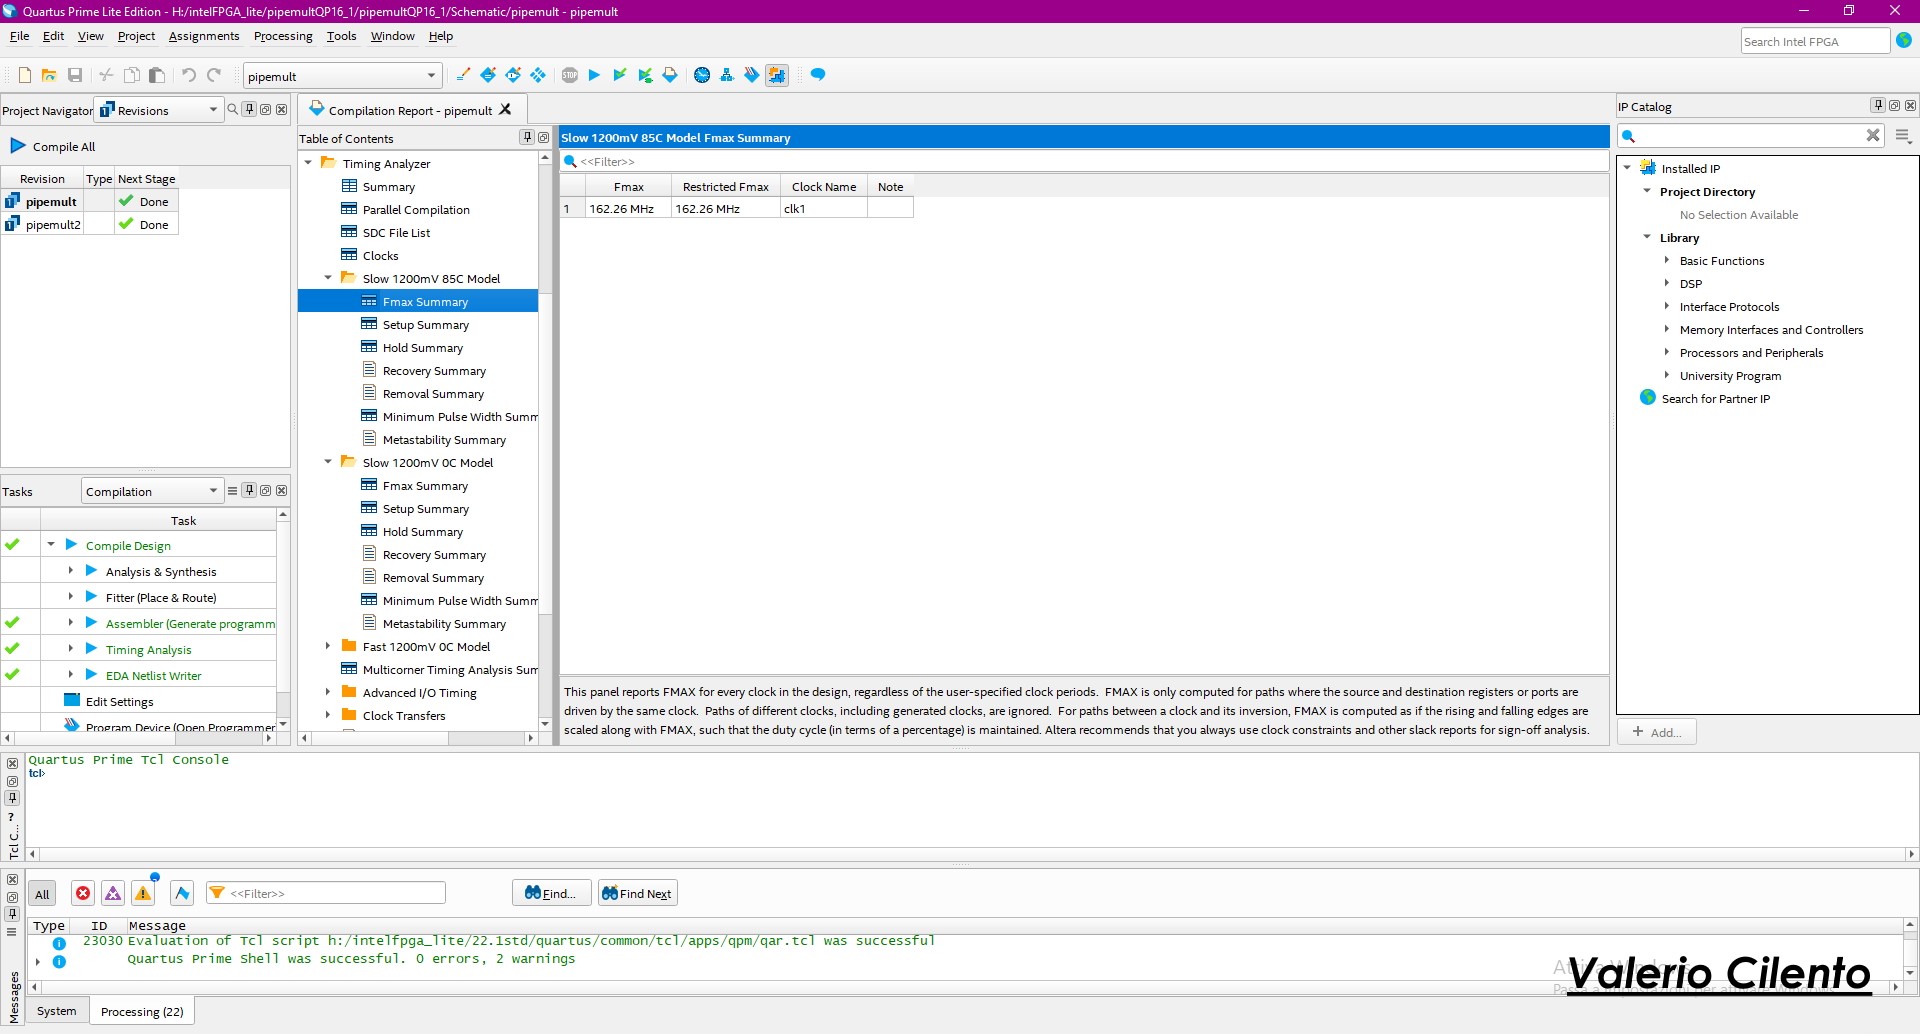 Quartus Prime Lite Edition - H:/intelFPGA_lite/pipemultQP16_1/pipemultQP16_1/Schematic/pipemult - pipemult
File Edit View Project Assignments Processing Tools Window Help
Search Intel FPGA
pipemult
Project Navigator Revisions
Compile All
Revision Type Next Stage
pipemult Done
pipemult2 Done
Tasks Compilation
Task
Compile Design
Analysis & Synthesis
Fitter (Place & Route)
Assembler (Generate programm
Timing Analysis
EDA Netlist Writer
Edit Settings
Program Device (Open Programmer
Compilation Report - pipemult
Table of Contents
Timing Analyzer
Summary
Parallel Compilation
SDC File List
Clocks
Slow 1200mV 85C Model
Fmax Summary
Setup Summary
Hold Summary
Recovery Summary
Removal Summary
Minimum Pulse Width Summ
Metastability Summary
Slow 1200mV 0C Model
Fmax Summary
Setup Summary
Hold Summary
Recovery Summary
Removal Summary
Minimum Pulse Width Summ
Metastability Summary
Fast 1200mV 0C Model
Multicorner Timing Analysis Sum
Advanced I/O Timing
Clock Transfers
Slow 1200mV 85C Model Fmax Summary
<<Filter>>
Fmax Restricted Fmax Clock Name Note
1 162.26 MHz 162.26 MHz clk1
This panel reports FMAX for every clock in the design, regardless of the user-specified clock periods. FMAX is only computed for paths where the source and destination registers or ports are
driven by the same clock. Paths of different clocks, including generated clocks, are ignored. For paths between a clock and its inversion, FMAX is computed as if the rising and falling edges are
scaled along with FMAX, such that the duty cycle (in terms of a percentage) is maintained. Altera recommends that you always use clock constraints and other slack reports for sign-off analysis.
IP Catalog
Installed IP
Project Directory
No Selection Available
Library
Basic Functions
DSP
Interface Protocols
Memory Interfaces and Controllers
Processors and Peripherals
University Program
Search for Partner IP
+ Add...
Tcl C...
Quartus Prime Tcl Console
tcl>
Messages
All <<Filter>> Find... Find Next
Type ID Message
23030 Evaluation of Tcl script h:/intelfpga_lite/22.1std/quartus/common/tcl/apps/qpm/qar.tcl was successful
Quartus Prime Shell was successful. 0 errors, 2 warnings
System Processing (22)
Valerio Cilento